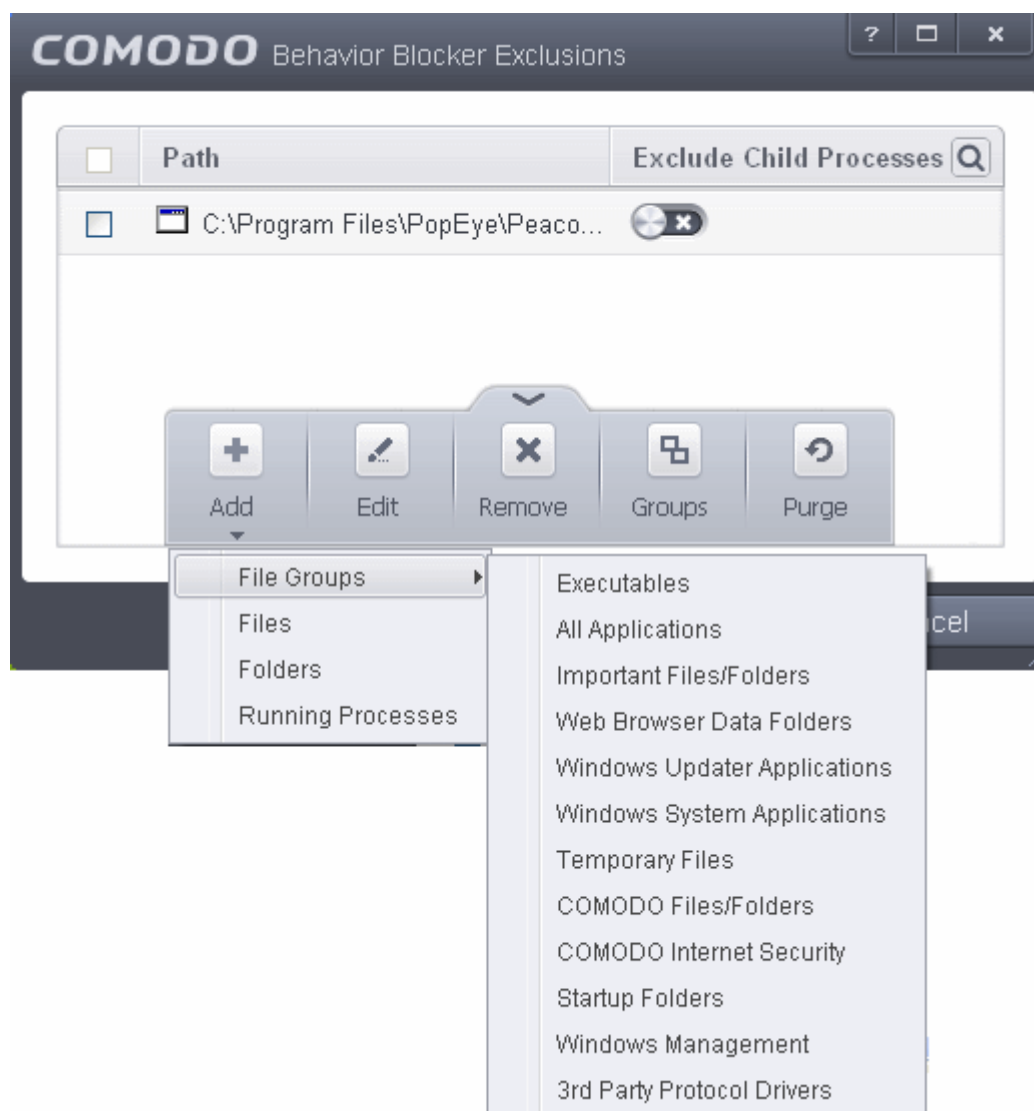 COMODO Behavior Blocker Exclusions ?
Path Exclude Child Processes
C:\Program Files\PopEye\Peaco...
Add Edit Remove Groups Purge
File Groups
Files
Folders
Running Processes
Executables
All Applications
Important Files/Folders
Web Browser Data Folders
Windows Updater Applications
Windows System Applications
Temporary Files
COMODO Files/Folders
COMODO Internet Security
Startup Folders
Windows Management
3rd Party Protocol Drivers